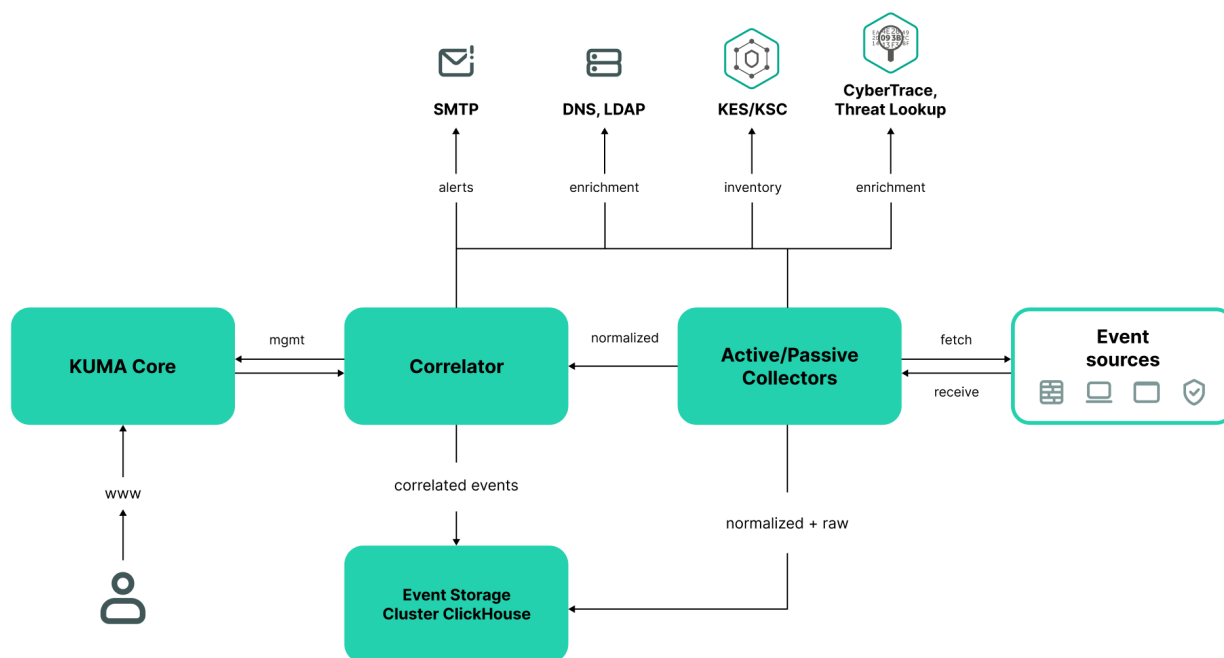 SMTP
DNS, LDAP
KES/KSC
CyberTrace,
Threat Lookup
alerts
enrichment
inventory
enrichment
KUMA Core
mgmt
Correlator
normalized
Active/Passive
Collectors
fetch
receive
Event
sources
www
correlated events
normalized + raw
Event Storage
Cluster ClickHouse